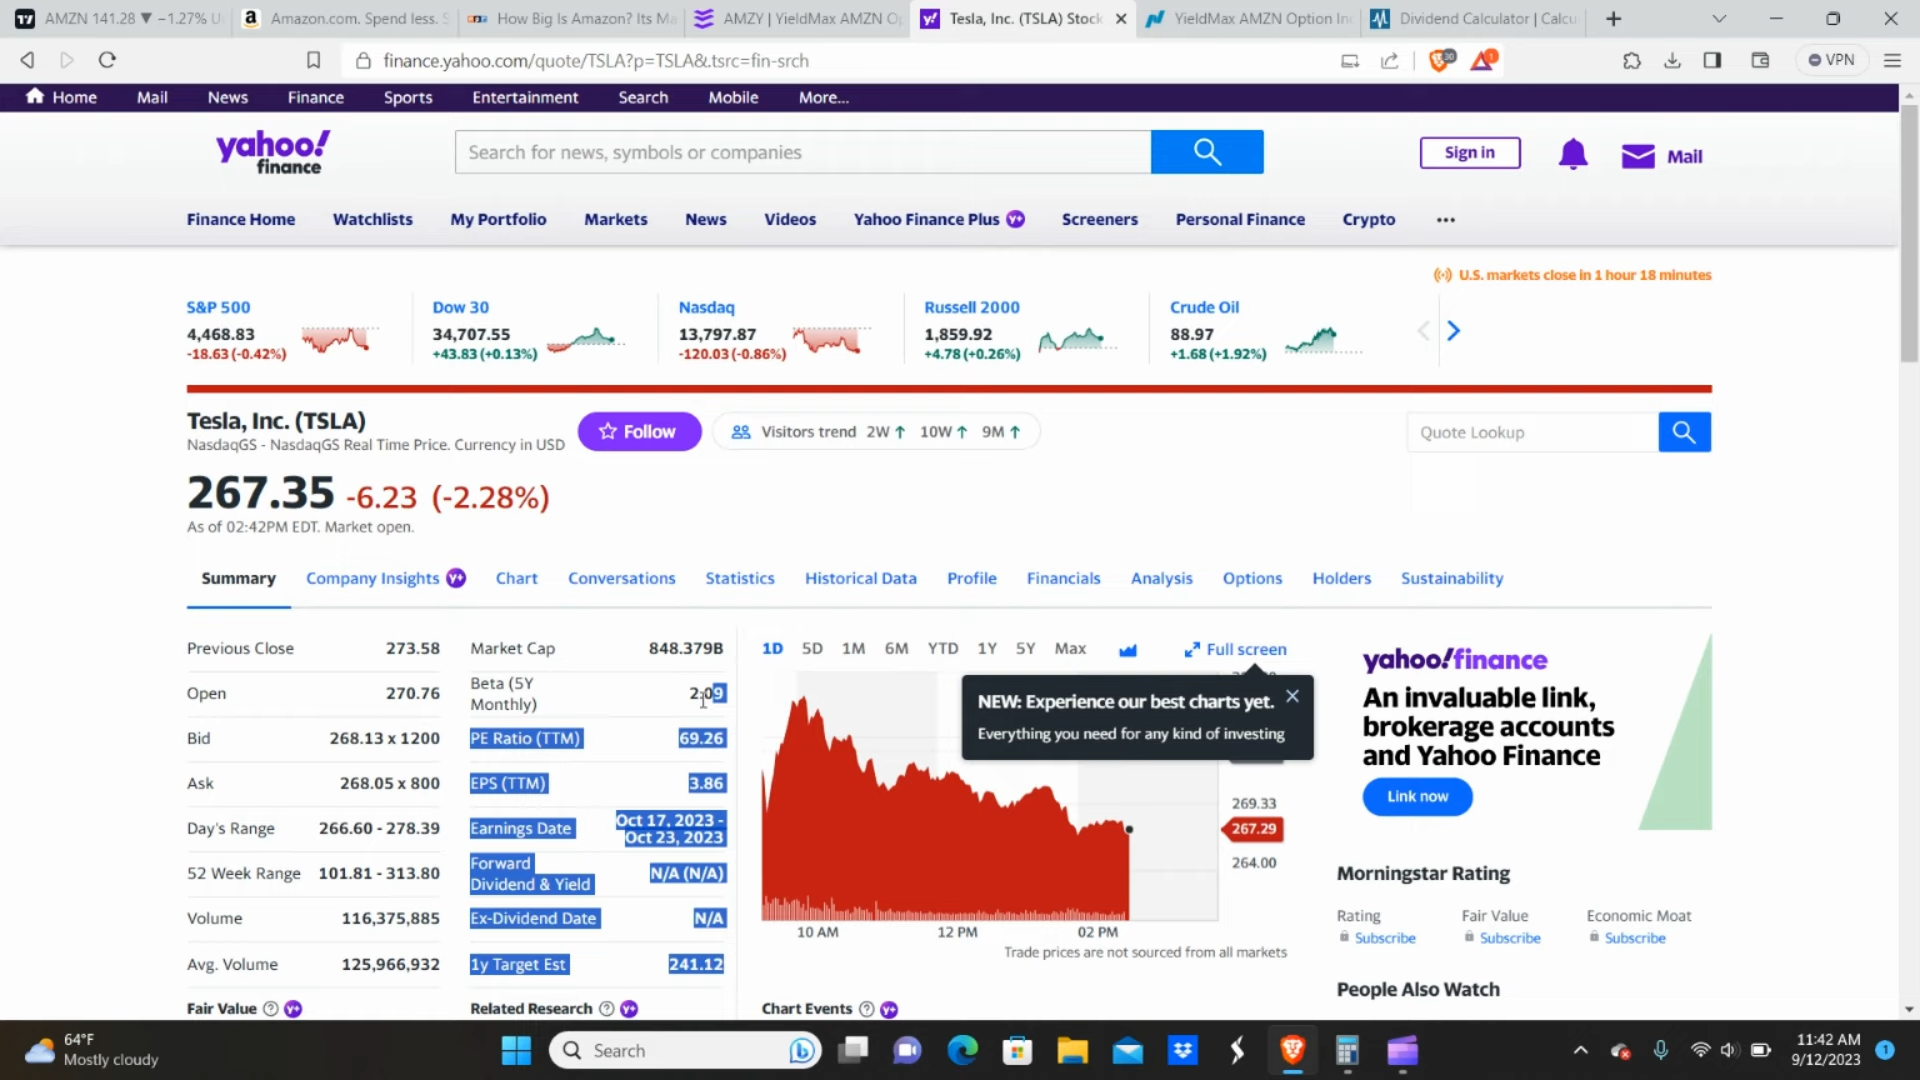 AMZN 141.28 ▼ −1.27% U
Amazon.com. Spend less. S
How Big Is Amazon? Its Ma
AMZY | YieldMax AMZN Op
Tesla, Inc. (TSLA) Stock
YieldMax AMZN Option Inc
Dividend Calculator | Calcu
finance.yahoo.com/quote/TSLA?p=TSLA&.tsrc=fin-srch
VPN
Home Mail News Finance Sports Entertainment Search Mobile More...
yahoo!
finance
Search for news, symbols or companies
Sign in
Mail
Finance Home Watchlists My Portfolio Markets News Videos Yahoo Finance Plus Y+ Screeners Personal Finance Crypto •••
U.S. markets close in 1 hour 18 minutes
S&P 500 Dow 30 Nasdaq Russell 2000 Crude Oil
4,468.83 34,707.55 13,797.87 1,859.92 88.97
-18.63 (-0.42%) +43.83 (+0.13%) -120.03 (-0.86%) +4.78 (+0.26%) +1.68 (+1.92%)
Tesla, Inc. (TSLA)
NasdaqGS - NasdaqGS Real Time Price. Currency in USD
Follow
Visitors trend 2W ↑ 10W ↑ 9M ↑
Quote Lookup
267.35 -6.23 (-2.28%)
As of 02:42PM EDT. Market open.
Summary Company Insights Y+ Chart Conversations Statistics Historical Data Profile Financials Analysis Options Holders Sustainability
Previous Close 273.58
Open 270.76
Bid 268.13 x 1200
Ask 268.05 x 800
Day's Range 266.60 - 278.39
52 Week Range 101.81 - 313.80
Volume 116,375,885
Avg. Volume 125,966,932
Fair Value
Market Cap 848.379B
Beta (5Y
Monthly) 2.09
PE Ratio (TTM) 69.26
EPS (TTM) 3.86
Earnings Date Oct 17, 2023 -
Oct 23, 2023
Forward
Dividend & Yield N/A (N/A)
Ex-Dividend Date N/A
1y Target Est 241.12
Related Research
1D 5D 1M 6M YTD 1Y 5Y Max
Full screen
NEW: Experience our best charts yet.
Everything you need for any kind of investing
269.33
267.29
264.00
10 AM 12 PM 02 PM
Trade prices are not sourced from all markets
Chart Events
yahoo!finance
An invaluable link,
brokerage accounts
and Yahoo Finance
Link now
Morningstar Rating
Rating Fair Value Economic Moat
Subscribe Subscribe Subscribe
People Also Watch
64°F
Mostly cloudy
Search
11:42 AM
9/12/2023
1